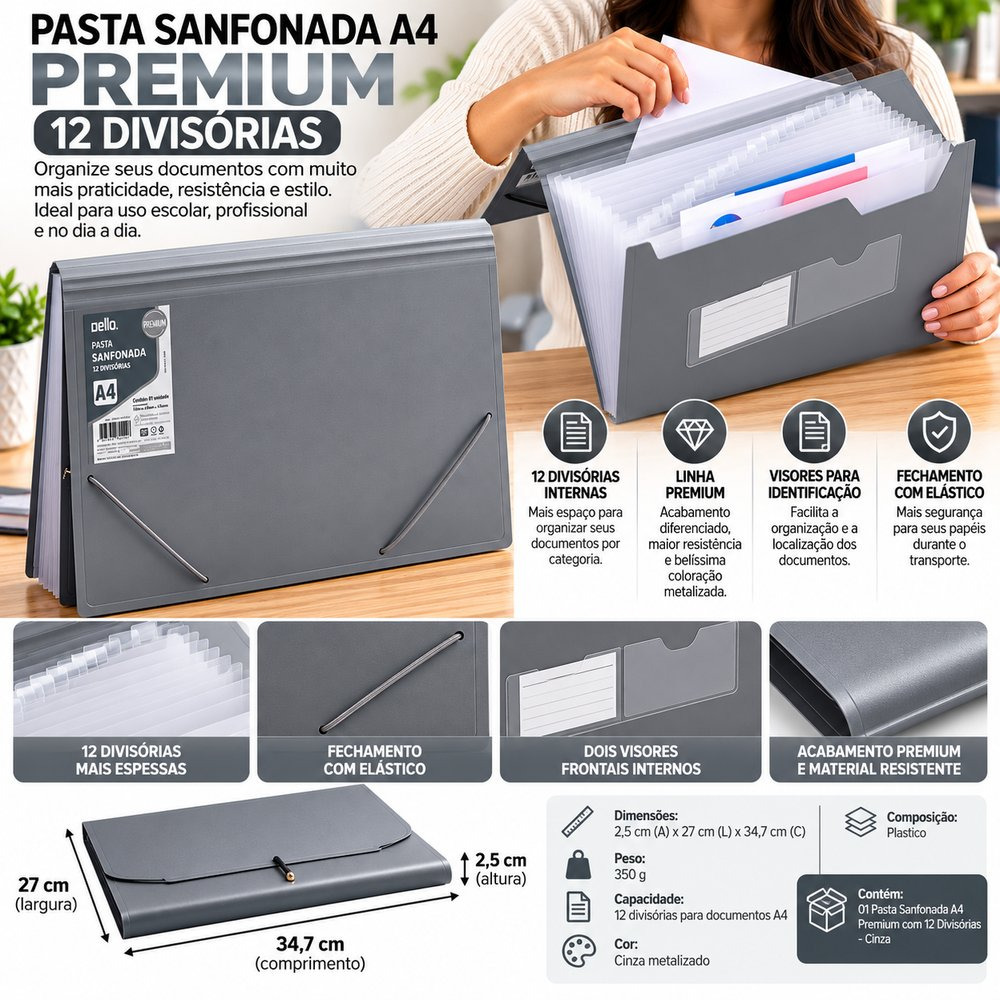 PASTA SANFONADA A4
PREMIUM
12 DIVISÓRIAS
Organize seus documentos com muito
mais praticidade, resistência e estilo.
Ideal para uso escolar, profissional
e no dia a dia.
Dello.
PREMIUM
PASTA
SANFONADA
12 DIVISÓRIAS
A4
Contém: 01 unidade
12 DIVISÓRIAS
INTERNAS
Mais espaço para
organizar seus
documentos por
categoria.
LINHA
PREMIUM
Acabamento
diferenciado,
maior resistência
e belíssima
coloração
metalizada.
VISORES PARA
IDENTIFICAÇÃO
Facilita a
organização e a
localização dos
documentos.
FECHAMENTO
COM ELÁSTICO
Mais segurança
para seus papéis
durante o
transporte.
12 DIVISÓRIAS
MAIS ESPESSAS
FECHAMENTO
COM ELÁSTICO
DOIS VISORES
FRONTAIS INTERNOS
ACABAMENTO PREMIUM
E MATERIAL RESISTENTE
27 cm
(largura)
34,7 cm
(comprimento)
2,5 cm
(altura)
Dimensões:
2,5 cm (A) x 27 cm (L) x 34,7 cm (C)
Peso:
350 g
Capacidade:
12 divisórias para documentos A4
Cor:
Cinza metalizado
Composição:
Plastico
Contém:
01 Pasta Sanfonada A4
Premium com 12 Divisórias
- Cinza